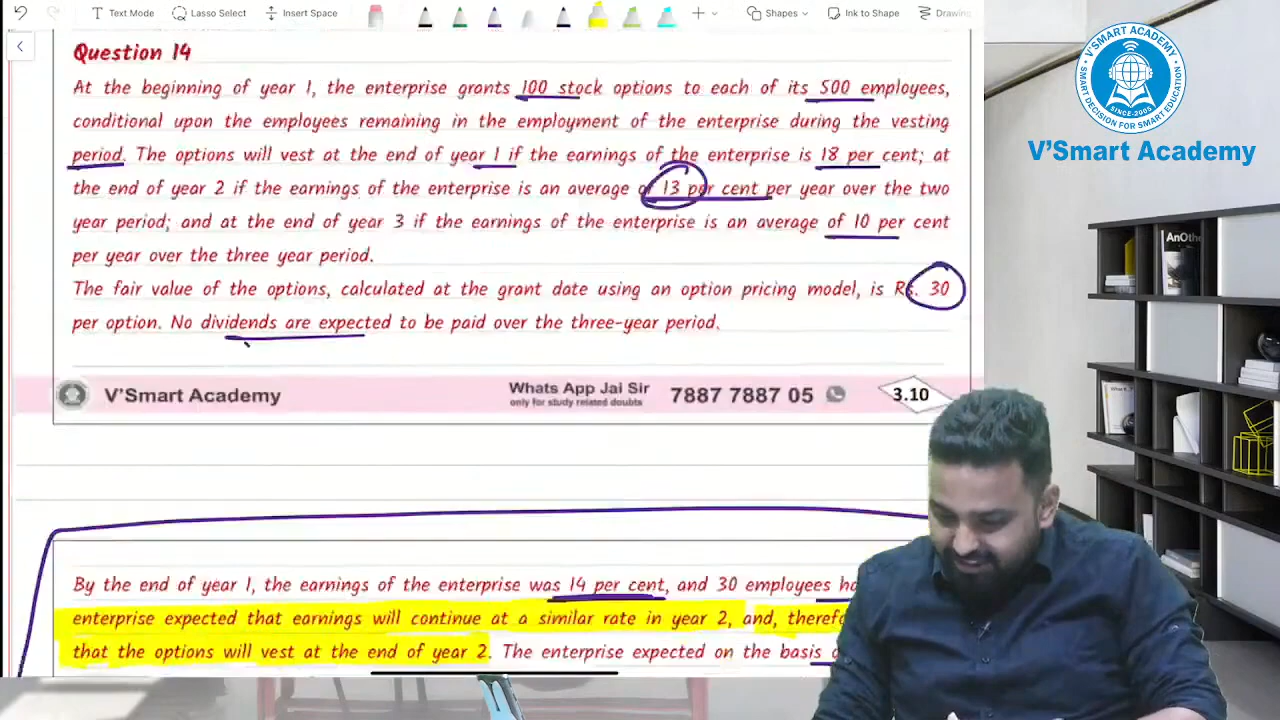 Text Mode
Lasso Select
Insert Space
Shapes
Ink to Shape
Drawing
Question 14
At the beginning of year 1, the enterprise grants 100 stock options to each of its 500 employees,
conditional upon the employees remaining in the employment of the enterprise during the vesting
period. The options will vest at the end of year 1 if the earnings of the enterprise is 18 per cent; at
the end of year 2 if the earnings of the enterprise is an average of 13 per cent per year over the two
year period; and at the end of year 3 if the earnings of the enterprise is an average of 10 per cent
per year over the three year period.
The fair value of the options, calculated at the grant date using an option pricing model, is Rs. 30
per option. No dividends are expected to be paid over the three-year period.
V'Smart Academy
Whats App Jai Sir
only for study related doubts
7887 7887 05
3.10
By the end of year 1, the earnings of the enterprise was 14 per cent, and 30 employees
enterprise expected that earnings will continue at a similar rate in year 2, and,
that the options will vest at the end of year 2. The enterprise expected on the basis
V'SMART ACADEMY
SMART DECISION FOR SMART EDUCATION
SINCE-2005
V'Smart Academy